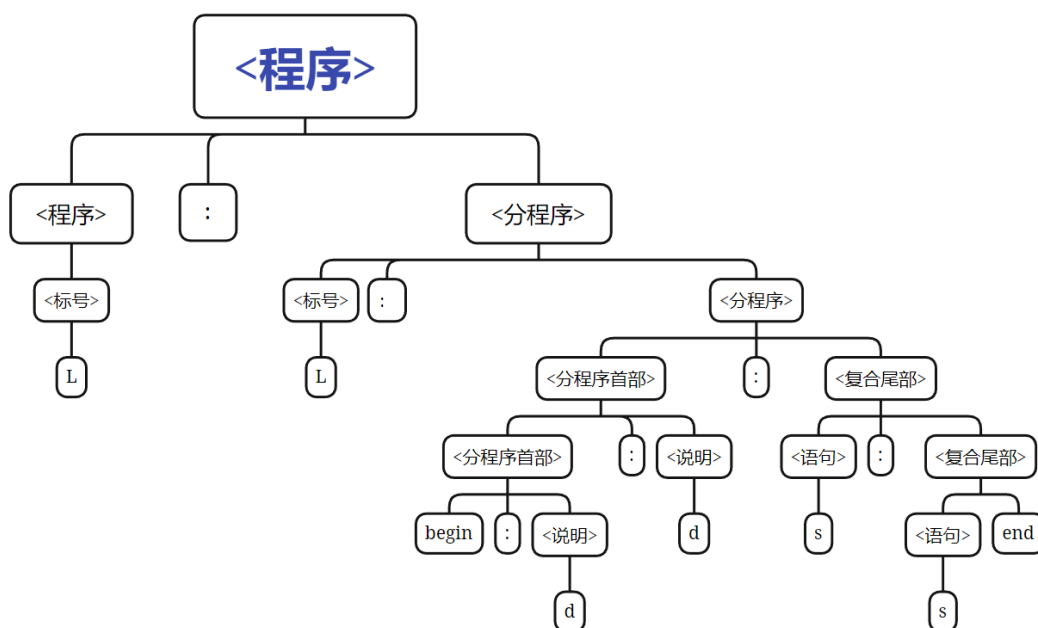 <程序>
<程序> : <分程序>
<标号> <标号> : <分程序>
L L <分程序首部> : <复合尾部>
<分程序首部> : <说明> <语句> : <复合尾部>
begin : <说明> d s <语句> end
d s